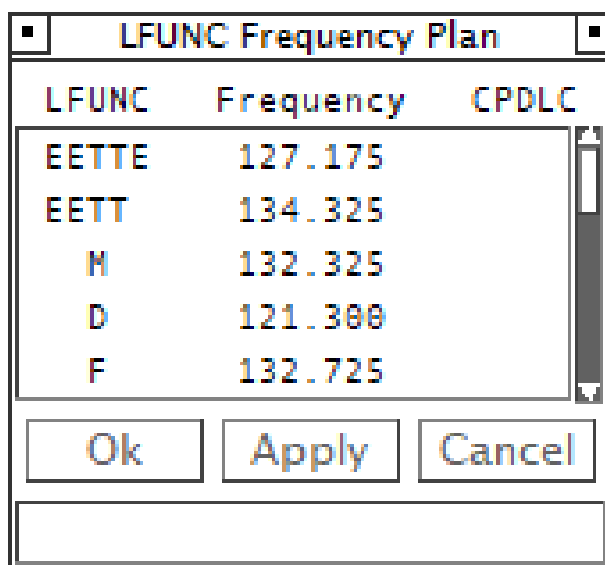 LFUNC Frequency Plan
LFUNC Frequency CPDLC
EETTE 127.175
EETT 134.325
M 132.325
D 121.300
F 132.725
Ok Apply Cancel